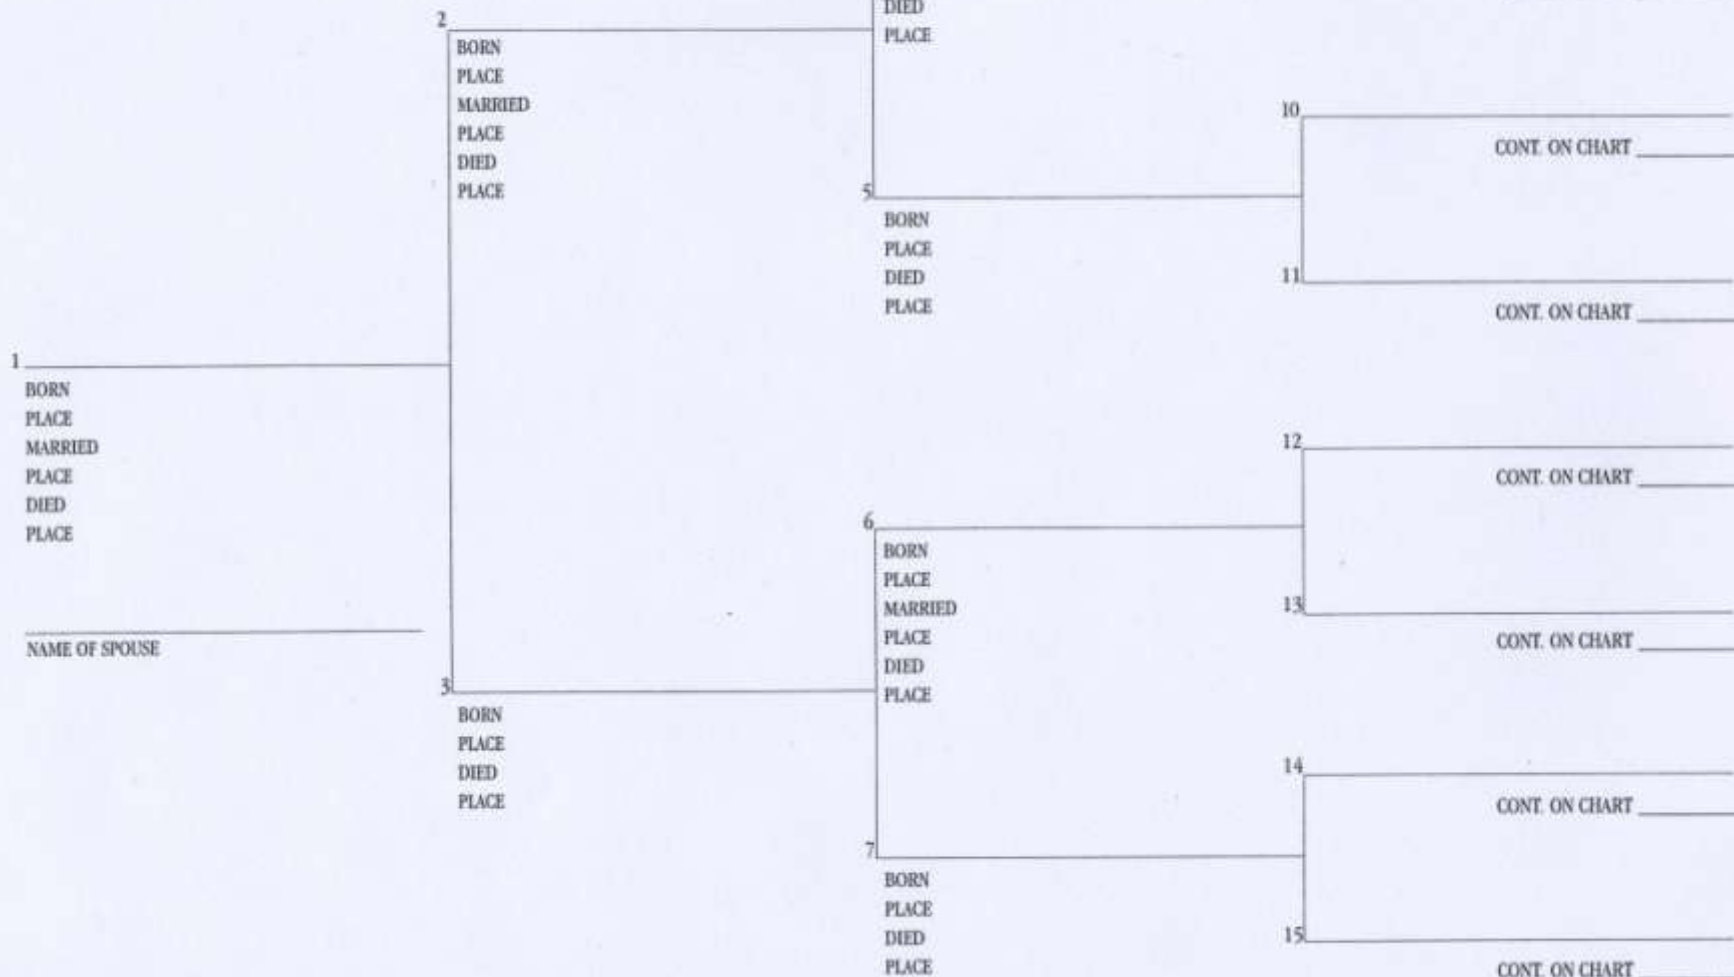 2
BORN
PLACE
MARRIED
PLACE
DIED
PLACE
DIED
PLACE
5
BORN
PLACE
DIED
PLACE
10
CONT. ON CHART
11
CONT. ON CHART
1
BORN
PLACE
MARRIED
PLACE
DIED
PLACE
NAME OF SPOUSE
3
BORN
PLACE
DIED
PLACE
6
BORN
PLACE
MARRIED
PLACE
DIED
PLACE
7
BORN
PLACE
DIED
PLACE
12
CONT. ON CHART
13
CONT. ON CHART
14
CONT. ON CHART
15
CONT. ON CHART